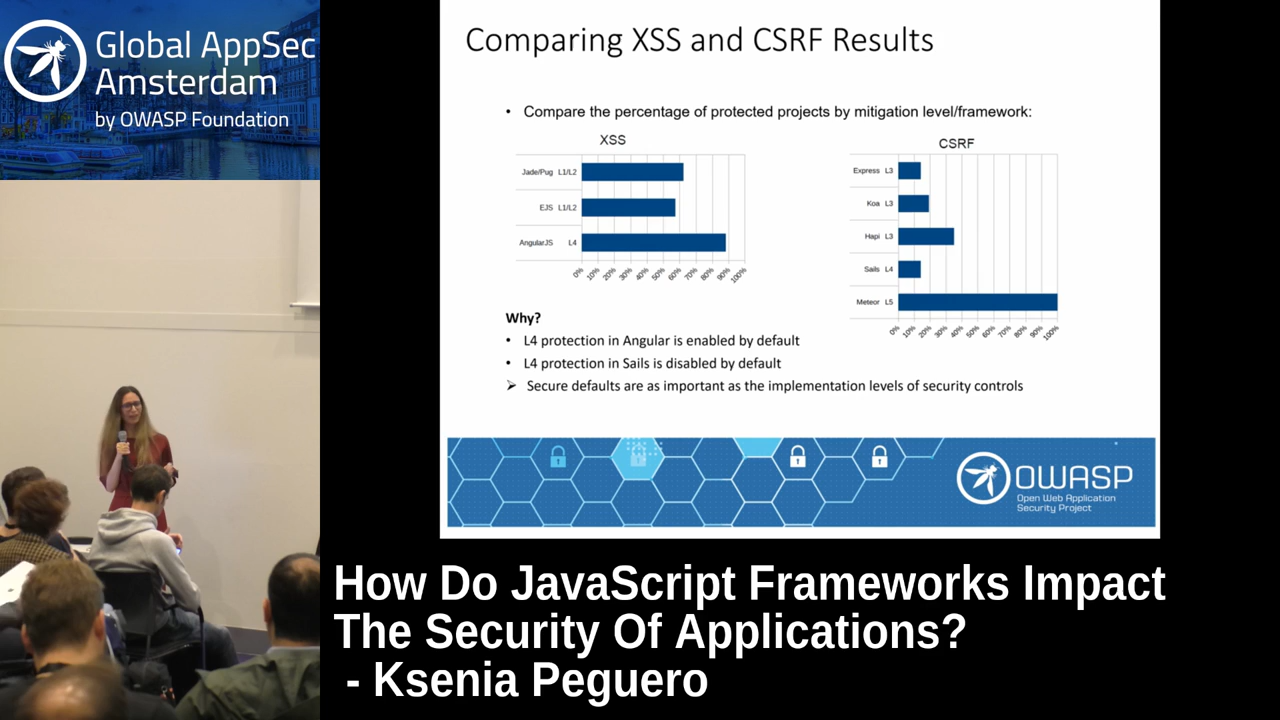 Global AppSec
Amsterdam
by OWASP Foundation
Comparing XSS and CSRF Results
• Compare the percentage of protected projects by mitigation level/framework:
XSS
Jade/Pug L1/L2
EJS L1/L2
AngularJS L4
0% 10% 20% 30% 40% 50% 60% 70% 80% 90% 100%
CSRF
Express L3
Koa L3
Hapi L3
Sails L4
Meteor L5
0% 10% 20% 30% 40% 50% 60% 70% 80% 90% 100%
Why?
• L4 protection in Angular is enabled by default
• L4 protection in Sails is disabled by default
➢ Secure defaults are as important as the implementation levels of security controls
OWASP
Open Web Application
Security Project
How Do JavaScript Frameworks Impact
The Security Of Applications?
- Ksenia Peguero